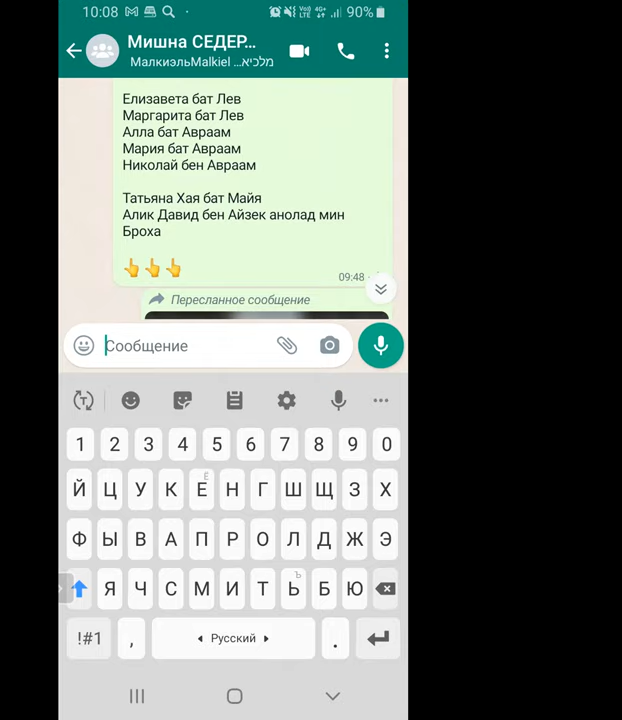 10:08 90%
Мишна СЕДЕР...
МалкиэльMalkiel ...מלכיא
Елизавета бат Лев
Маргарита бат Лев
Алла бат Авраам
Мария бат Авраам
Николай бен Авраам
Татьяна Хая бат Майя
Алик Давид бен Айзек анолад мин
Броха
👆👆👆
09:48
Пересланное сообщение
Сообщение
1 2 3 4 5 6 7 8 9 0
Й Ц У К Е Ё Н Г Ш Щ З Х
Ф Ы В А П Р О Л Д Ж Э
Я Ч С М И Т Ь Ъ Б Ю
!#1 , Русский .